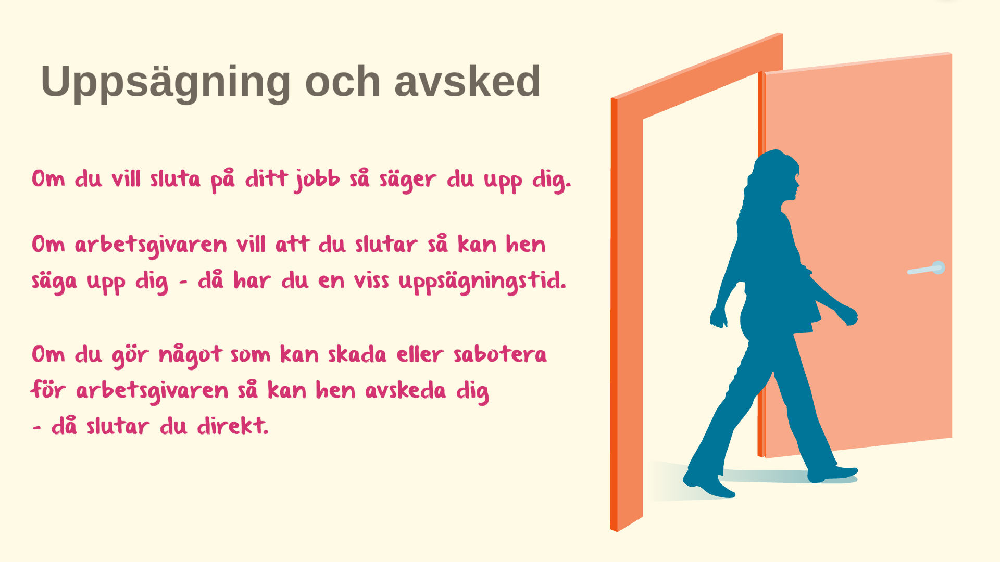 Uppsägning och avsked
Om du vill sluta på ditt jobb så säger du upp dig.
Om arbetsgivaren vill att du slutar så kan hen
säga upp dig - då har du en viss uppsägningstid.
Om du gör något som kan skada eller sabotera
för arbetsgivaren så kan hen avskeda dig
- då slutar du direkt.